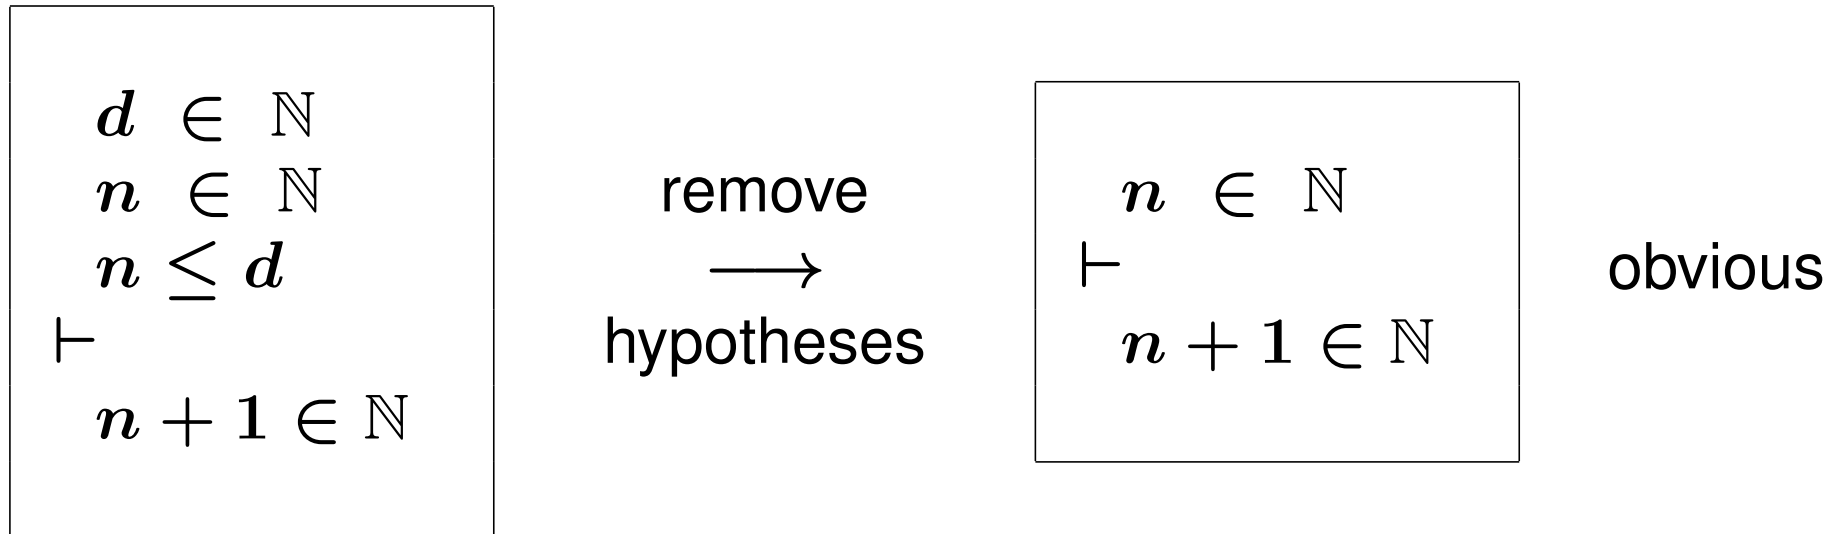 d ∈ ℕ
n ∈ ℕ
n ≤ d
⊢
n + 1 ∈ ℕ
remove
⟶
hypotheses
n ∈ ℕ
⊢
n + 1 ∈ ℕ
obvious